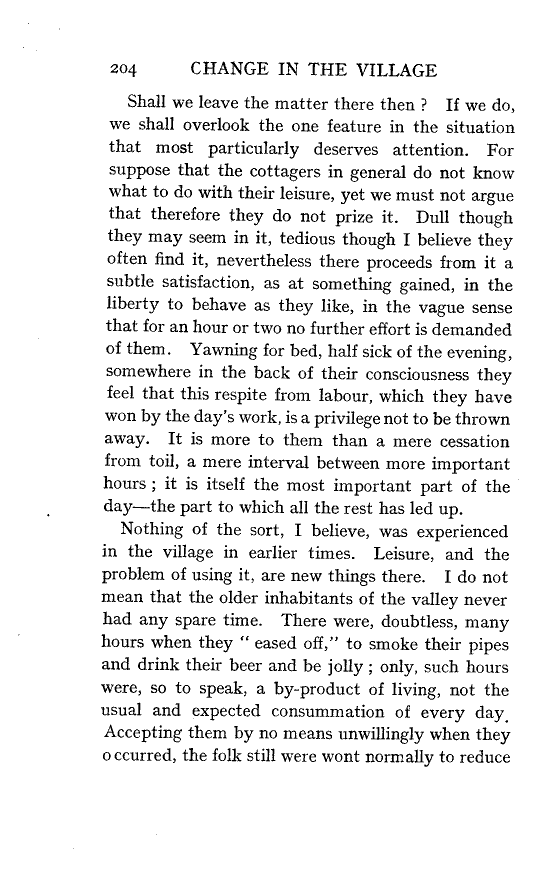 204 CHANGE IN THE VILLAGE
Shall we leave the matter there then ? If we do,
we shall overlook the one feature in the situation
that most particularly deserves attention. For
suppose that the cottagers in general do not know
what to do with their leisure, yet we must not argue
that therefore they do not prize it. Dull though
they may seem in it, tedious though I believe they
often find it, nevertheless there proceeds from it a
subtle satisfaction, as at something gained, in the
liberty to behave as they like, in the vague sense
that for an hour or two no further effort is demanded
of them. Yawning for bed, half sick of the evening,
somewhere in the back of their consciousness they
feel that this respite from labour, which they have
won by the day's work, is a privilege not to be thrown
away. It is more to them than a mere cessation
from toil, a mere interval between more important
hours ; it is itself the most important part of the
day—the part to which all the rest has led up.
Nothing of the sort, I believe, was experienced
in the village in earlier times. Leisure, and the
problem of using it, are new things there. I do not
mean that the older inhabitants of the valley never
had any spare time. There were, doubtless, many
hours when they “ eased off,” to smoke their pipes
and drink their beer and be jolly ; only, such hours
were, so to speak, a by-product of living, not the
usual and expected consummation of every day.
Accepting them by no means unwillingly when they
occurred, the folk still were wont normally to reduce